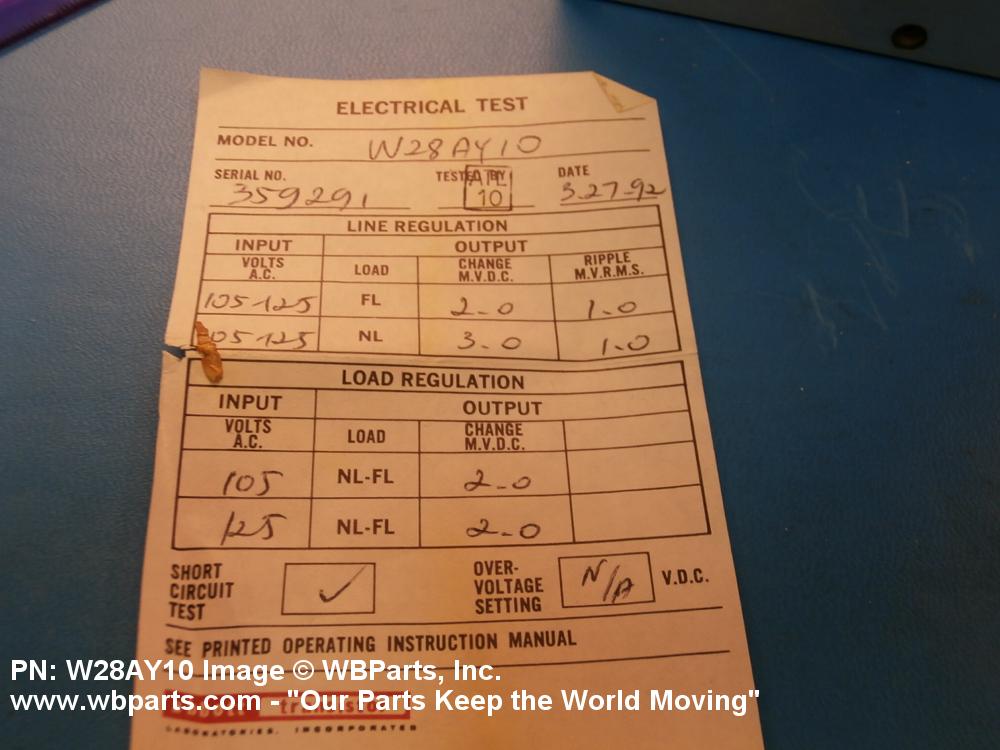 ELECTRICAL TEST
MODEL NO. W28AY10
SERIAL NO. TESTED BY DATE
359291 ATL 10 3-27-92
LINE REGULATION
INPUT OUTPUT
VOLTS A.C. LOAD CHANGE M.V.D.C. RIPPLE M.V.R.M.S.
105-125 FL 2-0 1-0
105-125 NL 3-0 1-0
LOAD REGULATION
INPUT OUTPUT
VOLTS A.C. LOAD CHANGE M.V.D.C.
105 NL-FL 2-0
125 NL-FL 2-0
SHORT CIRCUIT TEST ✓ OVER-VOLTAGE SETTING N/A V.D.C.
SEE PRINTED OPERATING INSTRUCTION MANUAL
PN: W28AY10 Image © WBParts, Inc.
www.wbparts.com - "Our Parts Keep the World Moving"
LABORATORIES, INCORPORATED